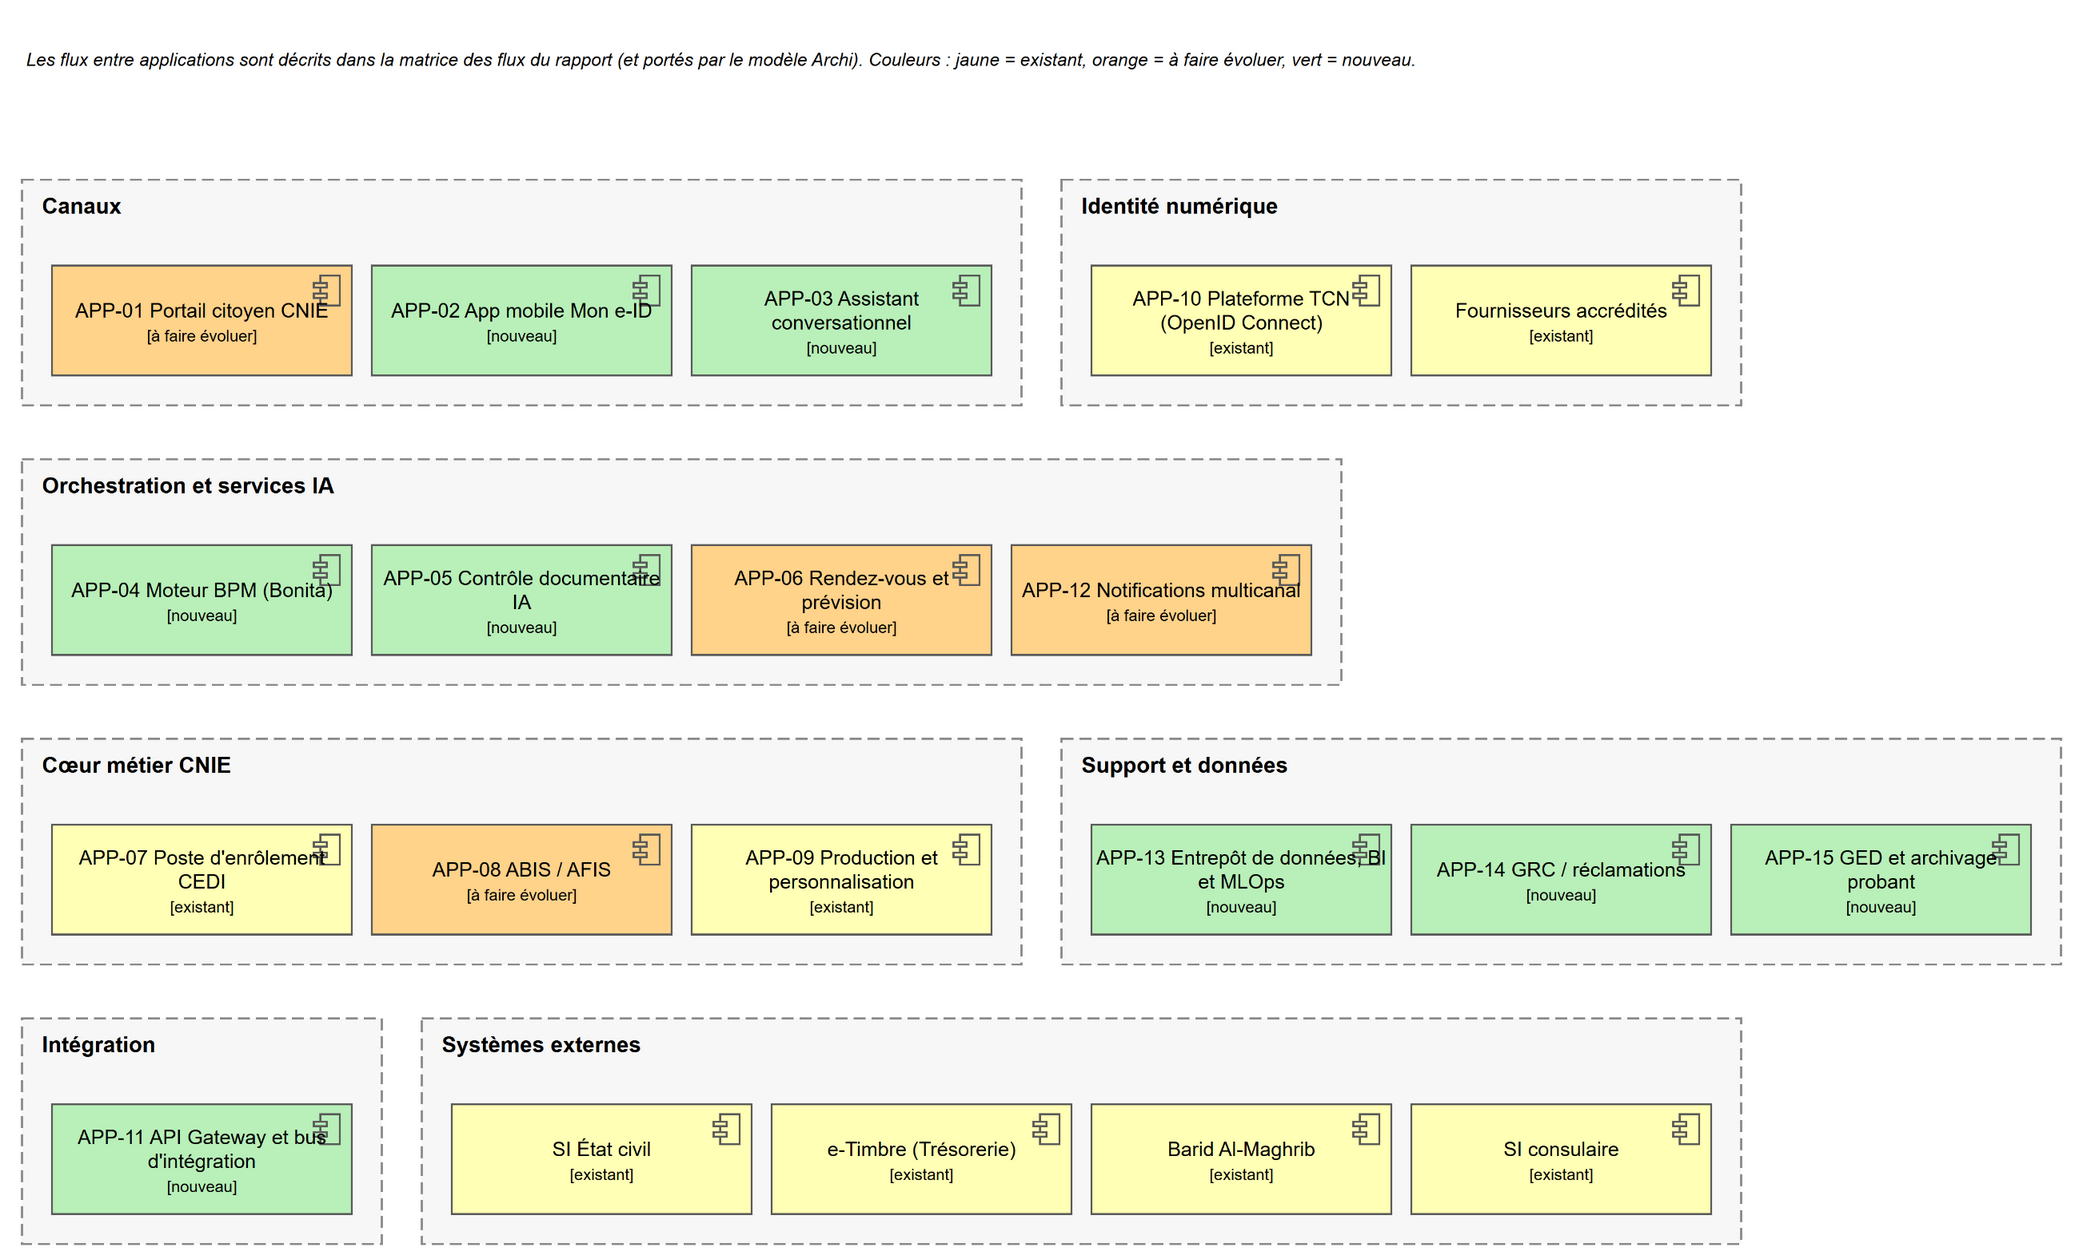 Les flux entre applications sont décrits dans la matrice des flux du rapport (et portés par le modèle Archi). Couleurs : jaune = existant, orange = à faire évoluer, vert = nouveau.
Canaux
APP-01 Portail citoyen CNIE
[à faire évoluer]
APP-02 App mobile Mon e-ID
[nouveau]
APP-03 Assistant
conversationnel
[nouveau]
Identité numérique
APP-10 Plateforme TCN
(OpenID Connect)
[existant]
Fournisseurs accrédités
[existant]
Orchestration et services IA
APP-04 Moteur BPM (Bonita)
[nouveau]
APP-05 Contrôle documentaire
IA
[nouveau]
APP-06 Rendez-vous et
prévision
[à faire évoluer]
APP-12 Notifications multicanal
[à faire évoluer]
Cœur métier CNIE
APP-07 Poste d'enrôlement
CEDI
[existant]
APP-08 ABIS / AFIS
[à faire évoluer]
APP-09 Production et
personnalisation
[existant]
Support et données
APP-13 Entrepôt de données, BI
et MLOps
[nouveau]
APP-14 GRC / réclamations
[nouveau]
APP-15 GED et archivage
probant
[nouveau]
Intégration
APP-11 API Gateway et bus
d'intégration
[nouveau]
Systèmes externes
SI État civil
[existant]
e-Timbre (Trésorerie)
[existant]
Barid Al-Maghrib
[existant]
SI consulaire
[existant]